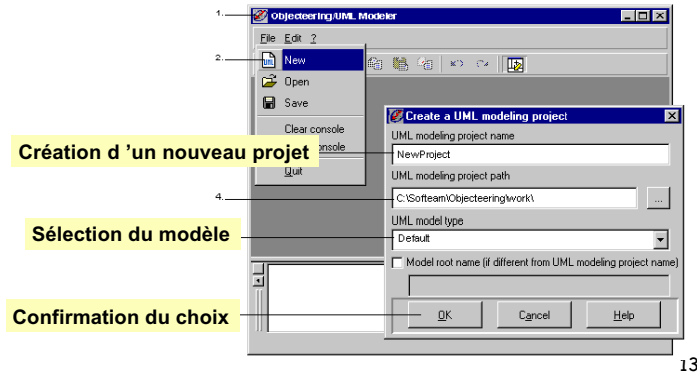 1.
Objecteering/UML Modeler
File Edit ?
2.
New
Open
Save
Clear console
console
Quit
Création d ’un nouveau projet
4.
Sélection du modèle
Confirmation du choix
Create a UML modeling project
UML modeling project name
NewProject
UML modeling project path
C:\Softeam\Objecteering\work\
...
UML model type
Default
Model root name (if different from UML modeling project name)
OK Cancel Help
13